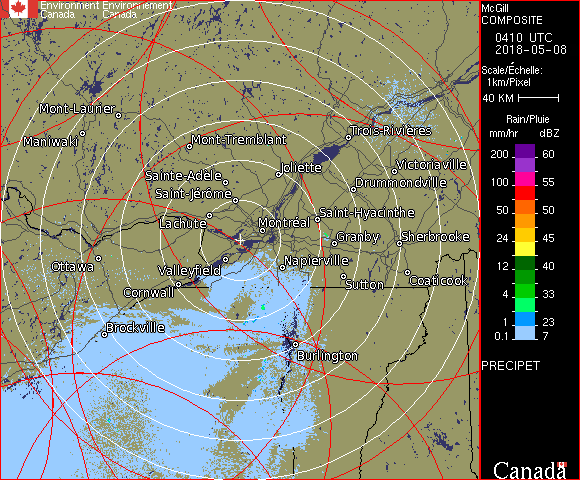 Environment Environnement
Canada Canada
McGill
COMPOSITE
0410 UTC
2018-05-08
Scale/Échelle:
1km/Pixel
40 KM
Rain/Pluie
mm/hr dBZ
200 60
100 55
50 50
24 45
12 40
4 33
1 23
0.1 7
PRECIPET
Canada
Mont-Laurier
Maniwaki
Mont-Tremblant
Trois-Rivières
Joliette
Victoriaville
Sainte-Adèle
Drummondville
Saint-Jérôme
Lachute
Saint-Hyacinthe
Montréal
Granby
Sherbrooke
Ottawa
Valleyfield
Napierville
Cornwall
Sutton
Coaticook
Brockville
Burlington